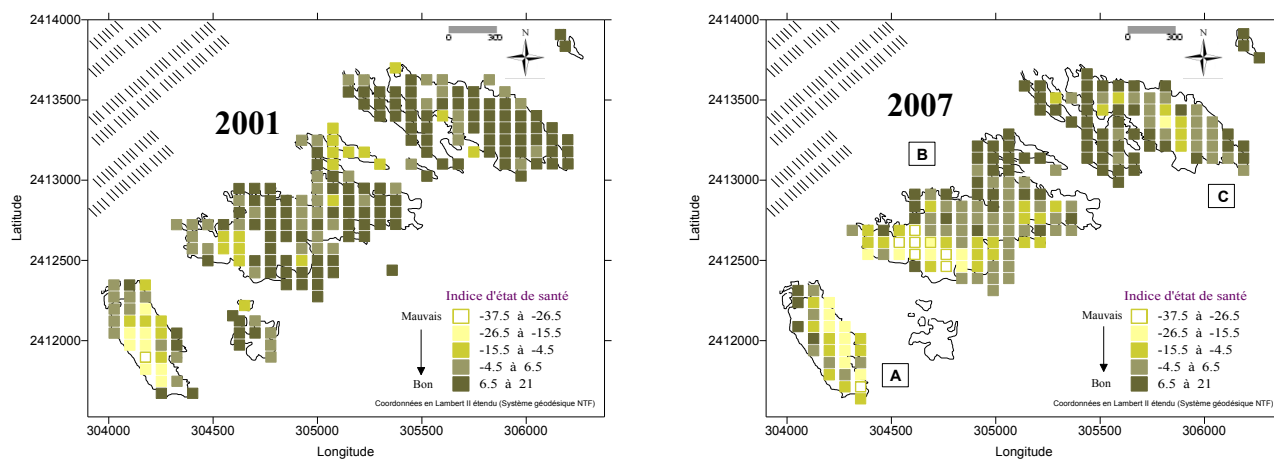 2414000
2413500
2413000
2412500
2412000
Latitude
304000
304500
305000
305500
306000
Longitude
2001
0
300
N
Indice d'état de santé
Mauvais
Bon
-37.5 à -26.5
-26.5 à -15.5
-15.5 à -4.5
-4.5 à 6.5
6.5 à 21
Coordonnées en Lambert II étendu (Système géodésique NTF)
2414000
2413500
2413000
2412500
2412000
Latitude
304000
304500
305000
305500
306000
Longitude
2007
0
300
N
B
C
A
Indice d'état de santé
Mauvais
Bon
-37.5 à -26.5
-26.5 à -15.5
-15.5 à -4.5
-4.5 à 6.5
6.5 à 21
Coordonnées en Lambert II étendu (Système géodésique NTF)